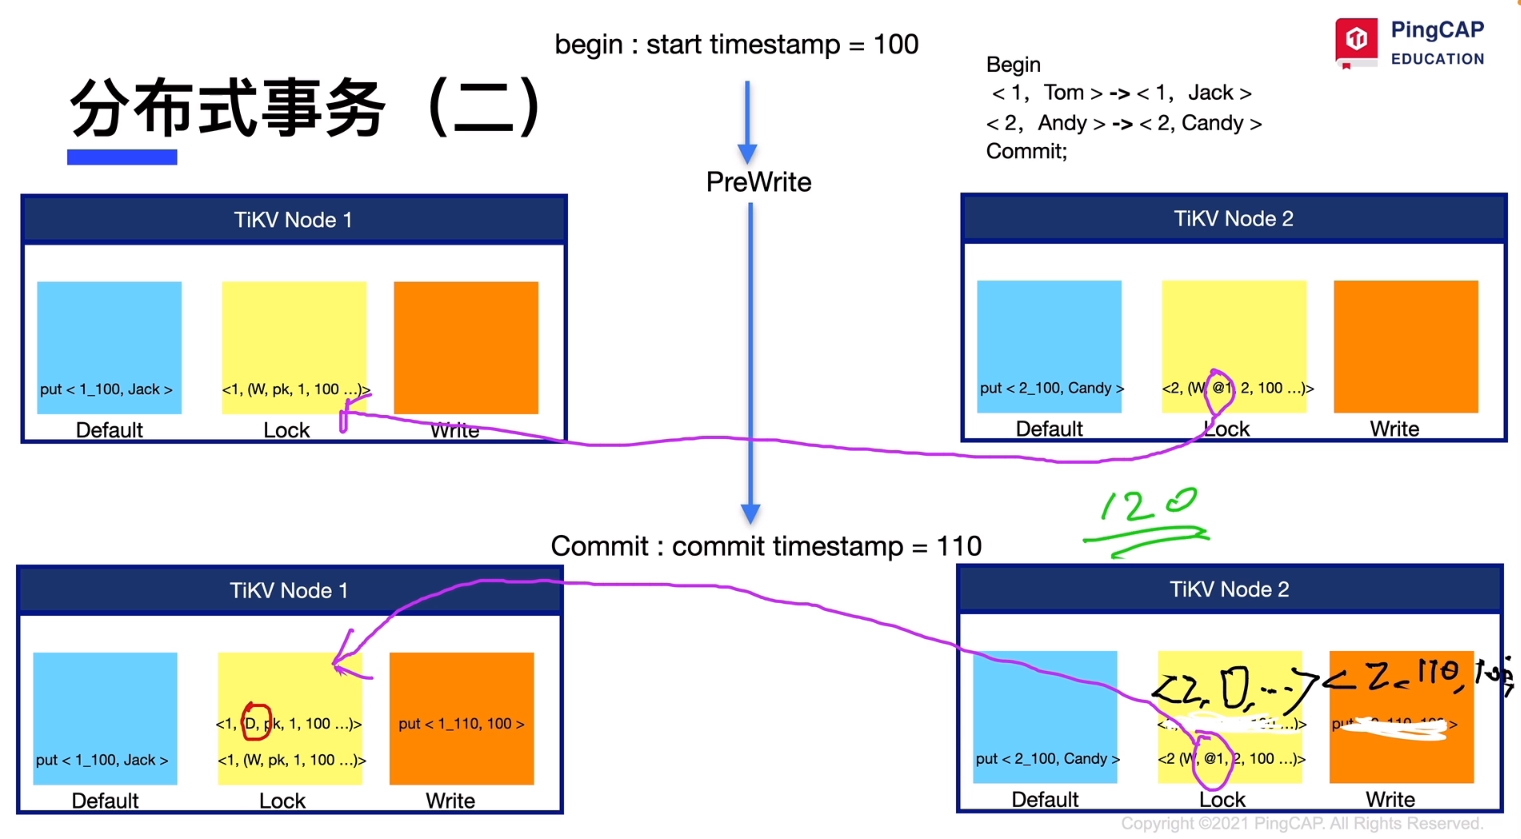 begin : start timestamp = 100
PingCAP
EDUCATION
分布式事务（二）
Begin
< 1, Tom > -> < 1, Jack >
< 2, Andy > -> < 2, Candy >
Commit;
PreWrite
TiKV Node 1
put < 1_100, Jack >
<1, (W, pk, 1, 100 ...)>
Default
Lock
Write
TiKV Node 2
put < 2_100, Candy >
<2, (W, @1, 2, 100 ...)>
Default
Lock
Write
120
Commit : commit timestamp = 110
TiKV Node 1
<1, (D, pk, 1, 100 ...)>
put < 1_110, 100 >
put < 1_100, Jack >
<1, (W, pk, 1, 100 ...)>
Default
Lock
Write
TiKV Node 2
<2, D, ...>
put < 2_100, Candy >
<2 (W, @1, 2, 100 ...)>
Default
Lock
Write
Copyright ©2021 PingCAP. All Rights Reserved.